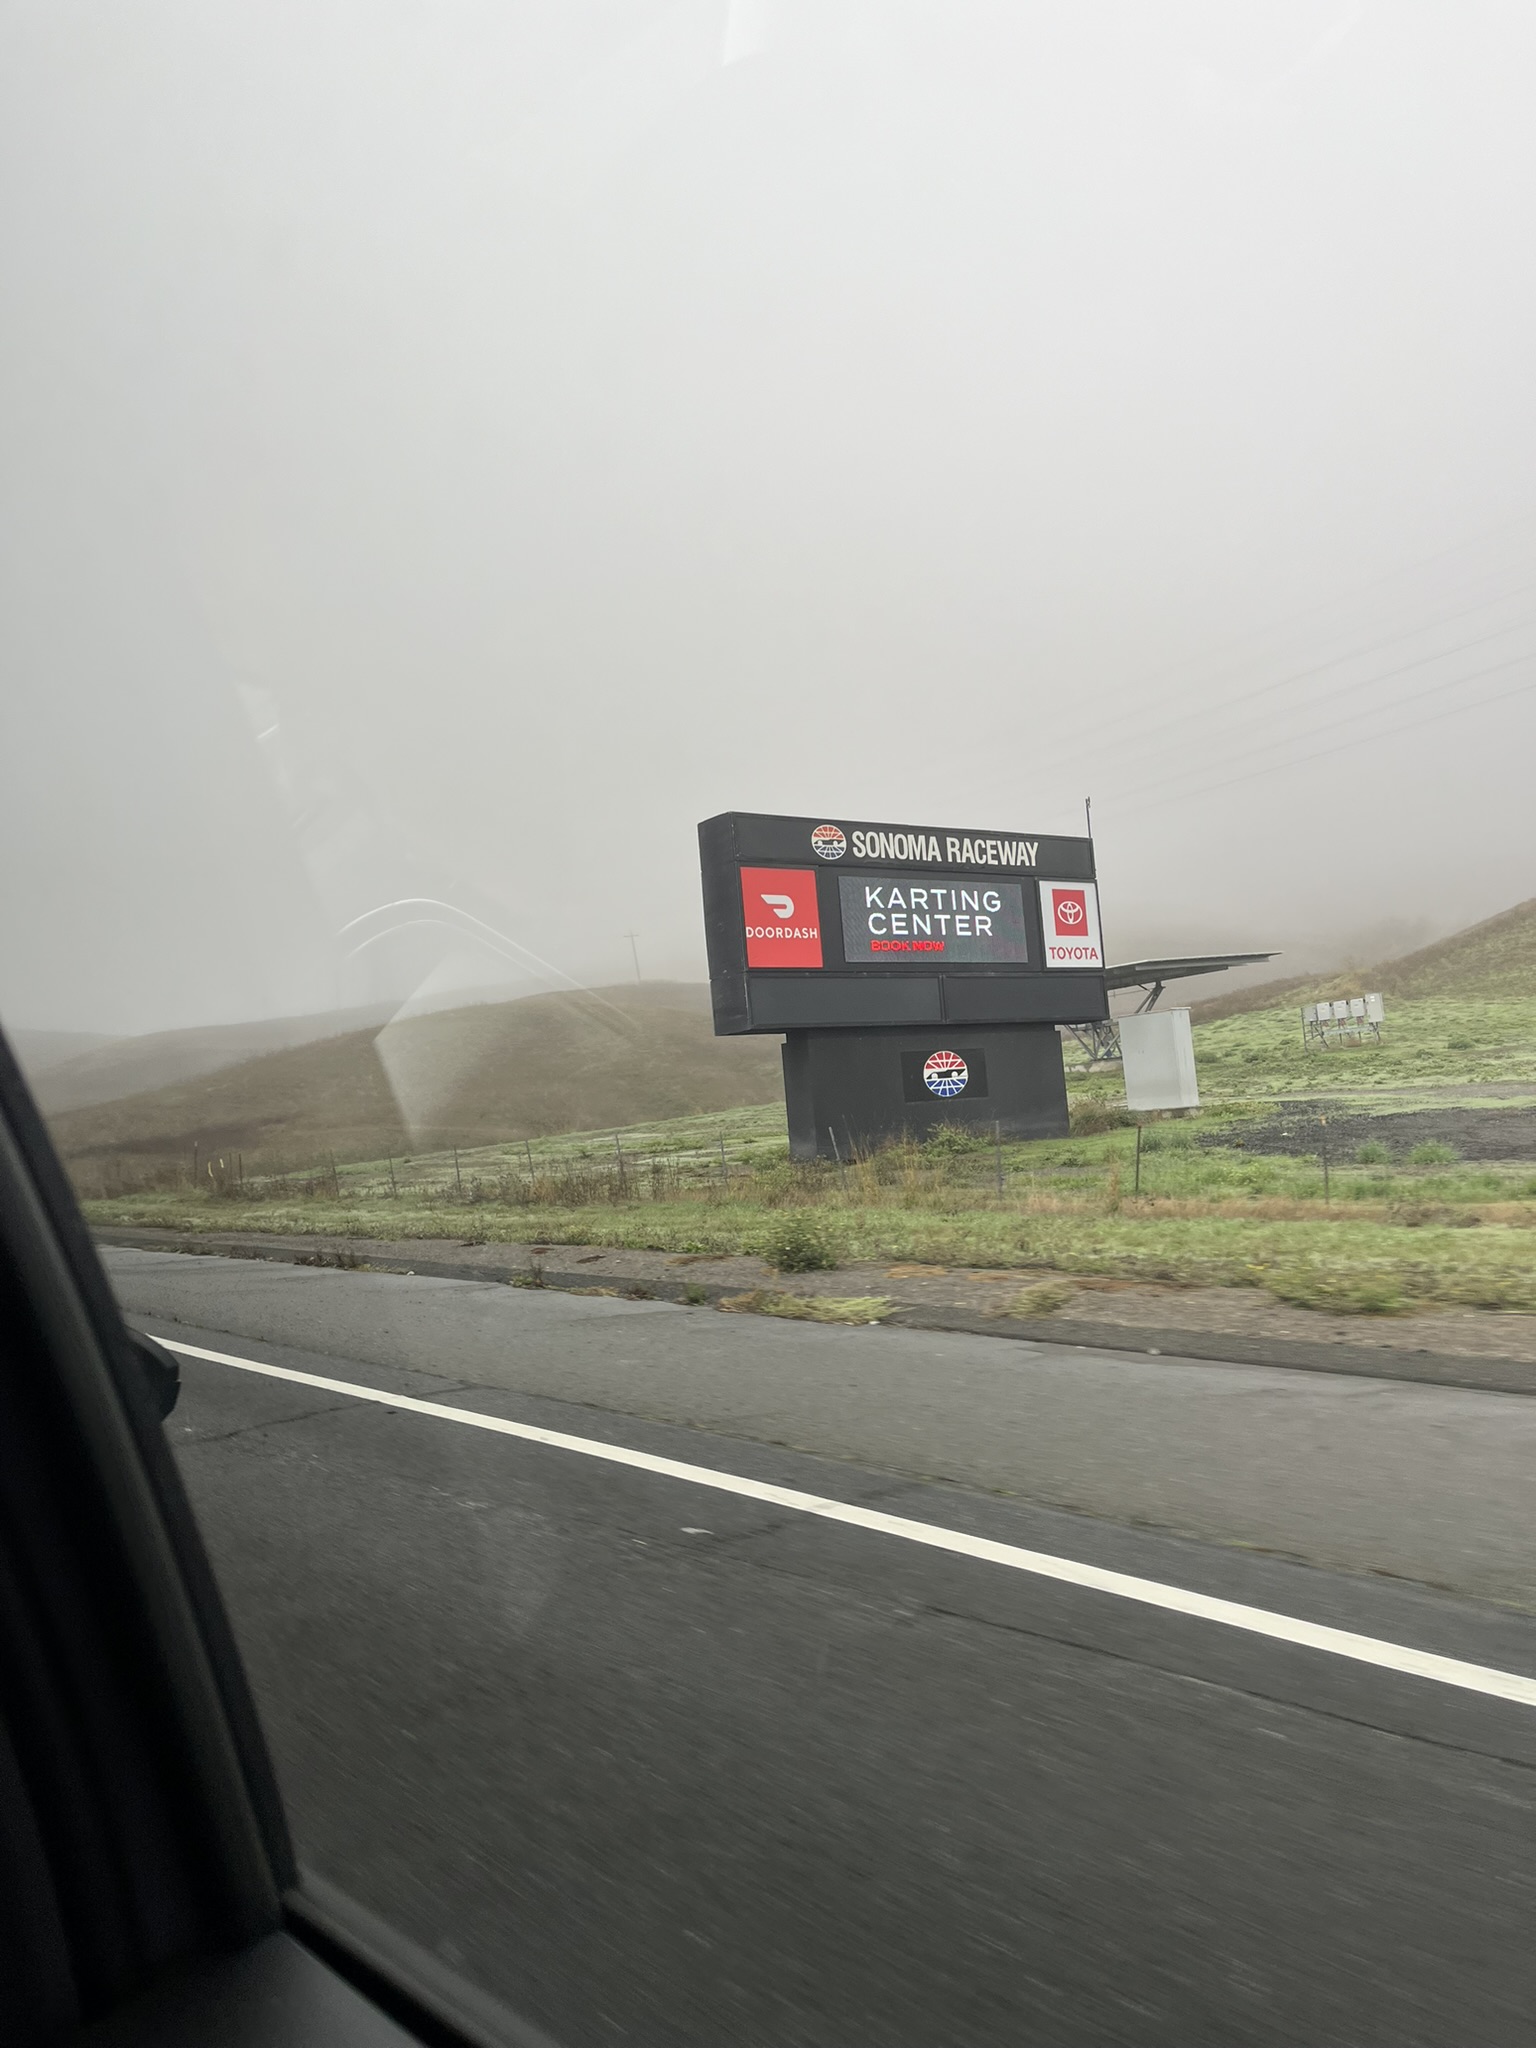 SONOMA RACEWAY
DOORDASH
KARTING
CENTER
BOOK NOW
TOYOTA